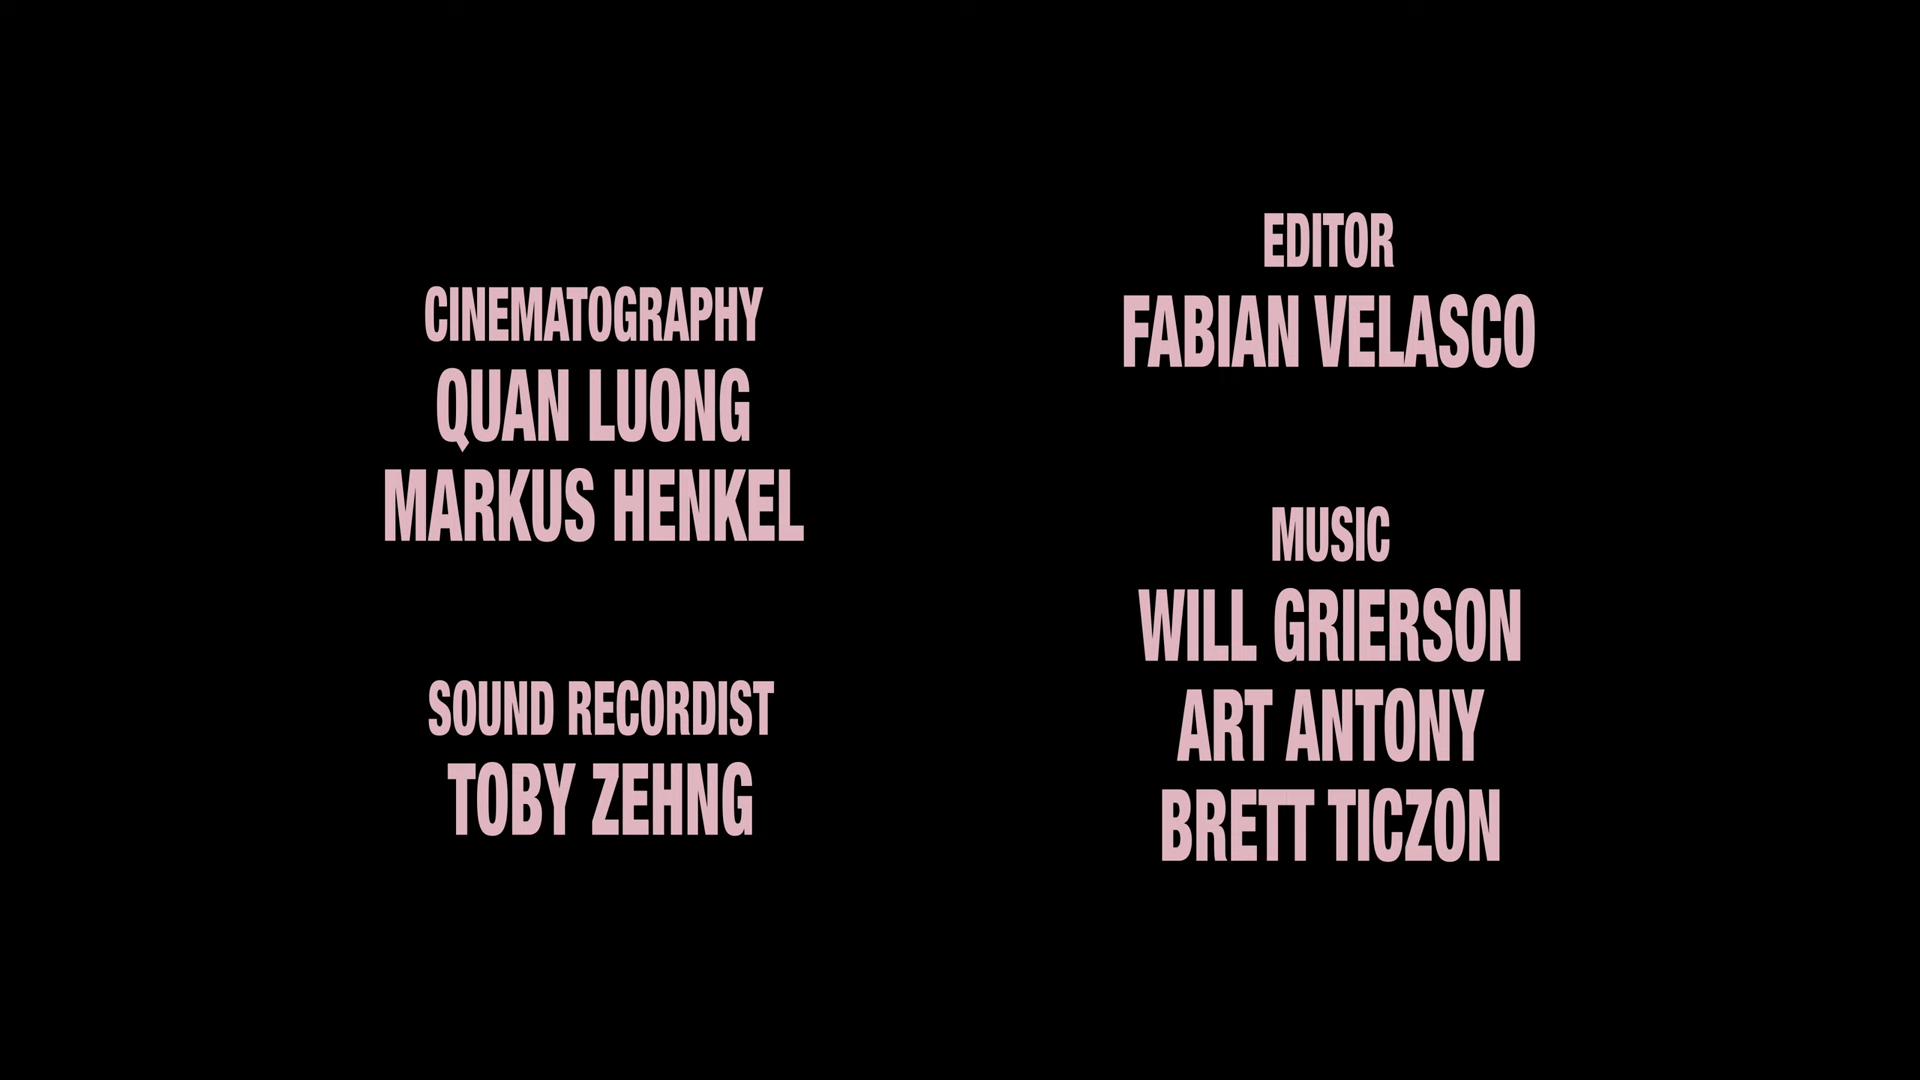 CINEMATOGRAPHY
QUAN LUONG
MARKUS HENKEL
SOUND RECORDIST
TOBY ZEHNG
EDITOR
FABIAN VELASCO
MUSIC
WILL GRIERSON
ART ANTONY
BRETT TICZON